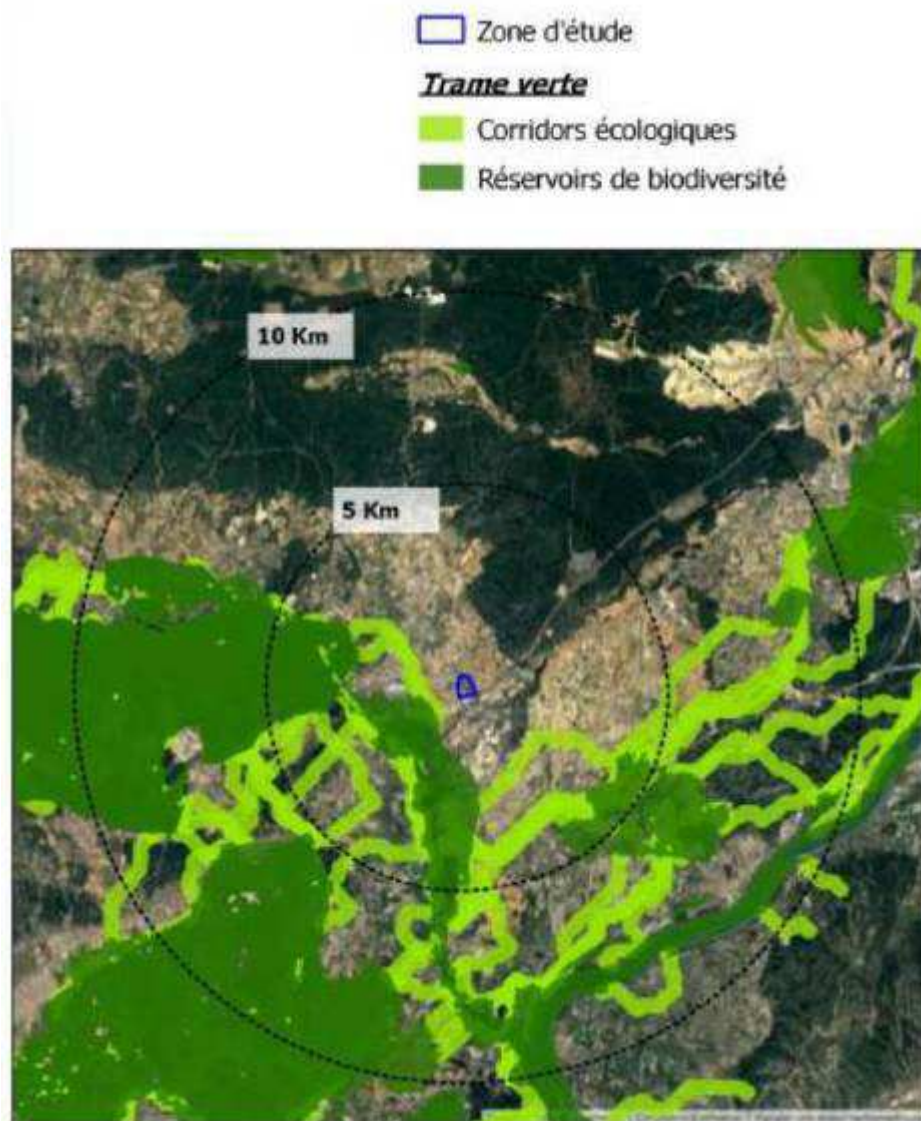 Zone d'étude
Trame verte
Corridors écologiques
Réservoirs de biodiversité
10 Km
5 Km